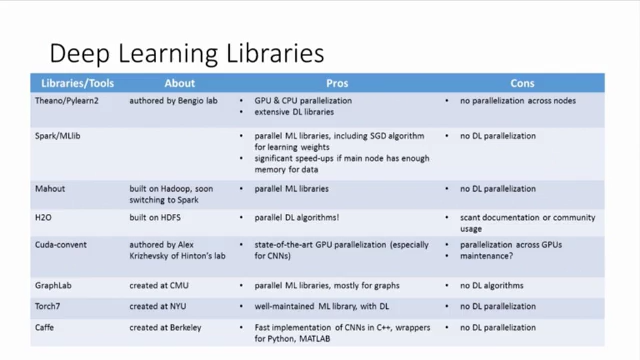 Deep Learning Libraries
Libraries/Tools About Pros Cons
Theano/Pylearn2 authored by Bengio lab • GPU & CPU parallelization • no parallelization across nodes
• extensive DL libraries
Spark/MLlib • parallel ML libraries, including SGD algorithm • no DL parallelization
for learning weights
• significant speed-ups if main node has enough
memory for data
Mahout built on Hadoop, soon • parallel ML libraries • no DL parallelization
switching to Spark
H2O built on HDFS • parallel DL algorithms! • scant documentation or community
usage
Cuda-convent authored by Alex • state-of-the-art GPU parallelization (especially • parallelization across GPUs
Krizhevsky of Hinton's lab for CNNs) • maintenance?
GraphLab created at CMU • parallel ML libraries, mostly for graphs • no DL algorithms
Torch7 created at NYU • well-maintained ML library, with DL • no DL parallelization
Caffe created at Berkeley • Fast implementation of CNNs in C++, wrappers • no DL parallelization
for Python, MATLAB